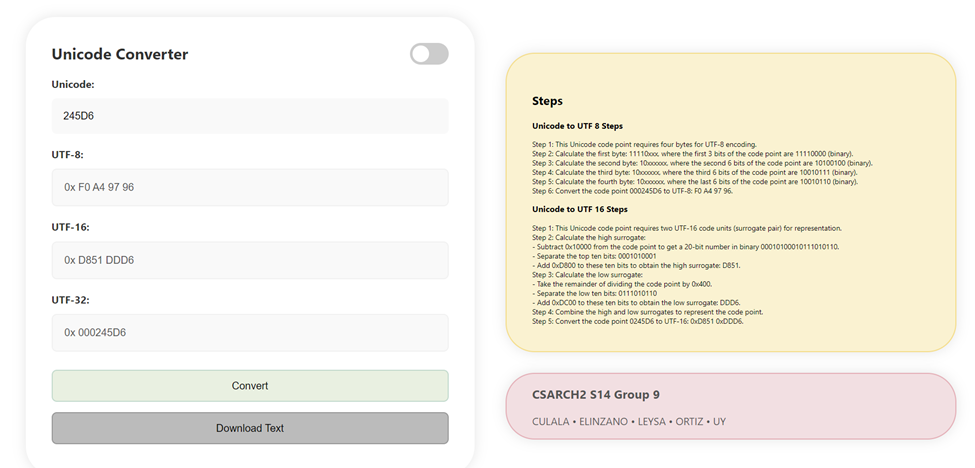 Unicode Converter
Unicode:
245D6
UTF-8:
0x F0 A4 97 96
UTF-16:
0x D851 DDD6
UTF-32:
0x 000245D6
Convert
Download Text
Steps
Unicode to UTF 8 Steps
Step 1: This Unicode code point requires four bytes for UTF-8 encoding.
Step 2: Calculate the first byte: 11110xxx, where the first 3 bits of the code point are 11110000 (binary).
Step 3: Calculate the second byte: 10xxxxxx, where the second 6 bits of the code point are 10100100 (binary).
Step 4: Calculate the third byte: 10xxxxxx, where the third 6 bits of the code point are 10010111 (binary).
Step 5: Calculate the fourth byte: 10xxxxxx, where the last 6 bits of the code point are 10010110 (binary).
Step 6: Convert the code point 000245D6 to UTF-8: F0 A4 97 96.
Unicode to UTF 16 Steps
Step 1: This Unicode code point requires two UTF-16 code units (surrogate pair) for representation.
Step 2: Calculate the high surrogate:
- Subtract 0x10000 from the code point to get a 20-bit number in binary 00010100010111010110.
- Separate the top ten bits: 0001010001
- Add 0xD800 to these ten bits to obtain the high surrogate: D851.
Step 3: Calculate the low surrogate:
- Take the remainder of dividing the code point by 0x400.
- Separate the low ten bits: 0111010110
- Add 0xDC00 to these ten bits to obtain the low surrogate: DDD6.
Step 4: Combine the high and low surrogates to represent the code point.
Step 5: Convert the code point 0245D6 to UTF-16: 0xD851 0xDDD6.
CSARCH2 S14 Group 9
CULALA • ELINZANO • LEYSA • ORTIZ • UY